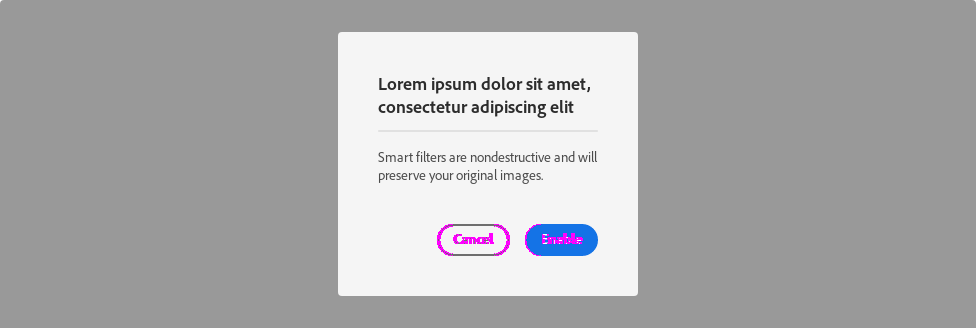 Lorem ipsum dolor sit amet,
consectetur adipiscing elit
Smart filters are nondestructive and will
preserve your original images.
Cancel Enable